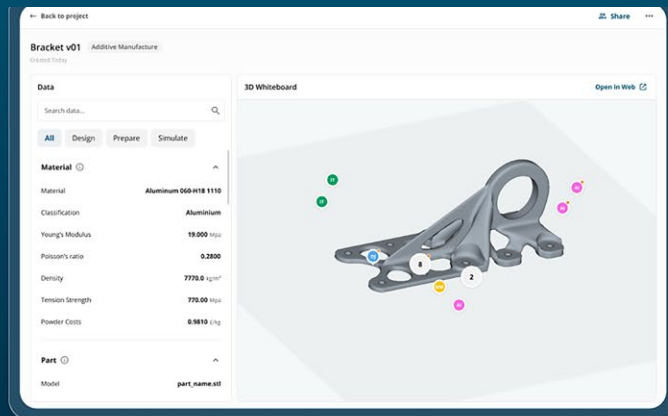 ← Back to project
Share
Bracket v01 Additive Manufacture
Created Today
Data
Search data...
All Design Prepare Simulate
Material
Material Aluminum 060-H18 1110
Classification Aluminium
Young's Modulus 19.000 Mpa
Poisson's ratio 0.2800
Density 7770.0 kg/m³
Tension Strength 770.00 Mpa
Powder Costs 0.9810 £/kg
Part
Model part_name.stl
3D Whiteboard
Open in Web
8
2